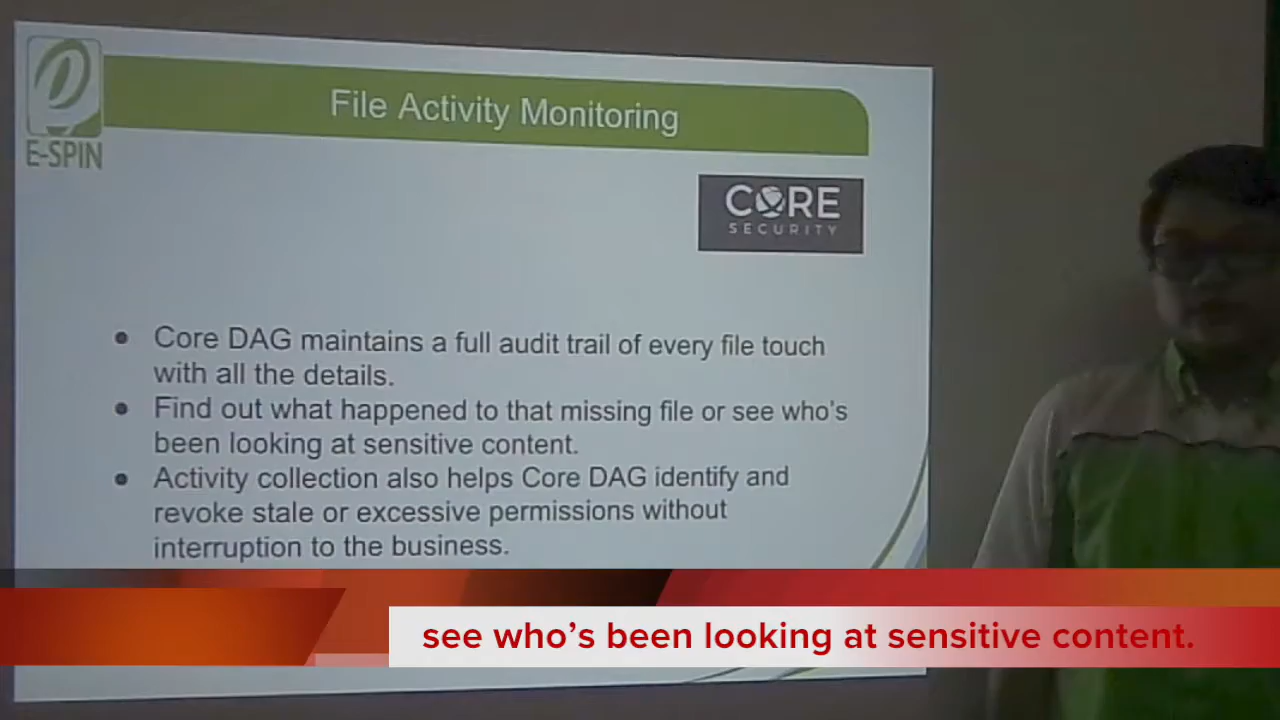 File Activity Monitoring
E-SPIN
CORE
SECURITY
• Core DAG maintains a full audit trail of every file touch
with all the details.
• Find out what happened to that missing file or see who's
been looking at sensitive content.
• Activity collection also helps Core DAG identify and
revoke stale or excessive permissions without
interruption to the business.
see who's been looking at sensitive content.